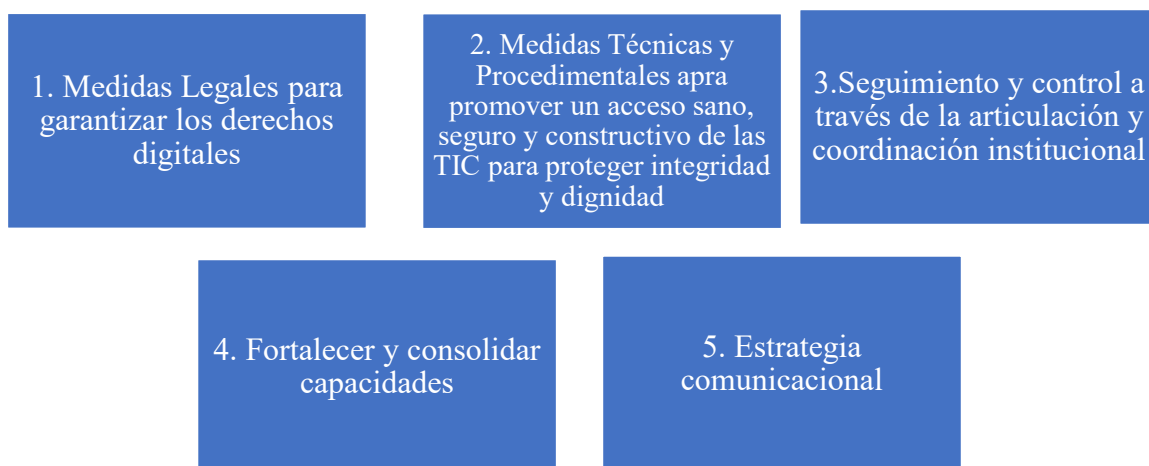 1. Medidas Legales para
garantizar los derechos
digitales
2. Medidas Técnicas y
Procedimentales apra
promover un acceso sano,
seguro y constructivo de las
TIC para proteger integridad
y dignidad
3.Seguimiento y control a
través de la articulación y
coordinación institucional
4. Fortalecer y consolidar
capacidades
5. Estrategia
comunicacional